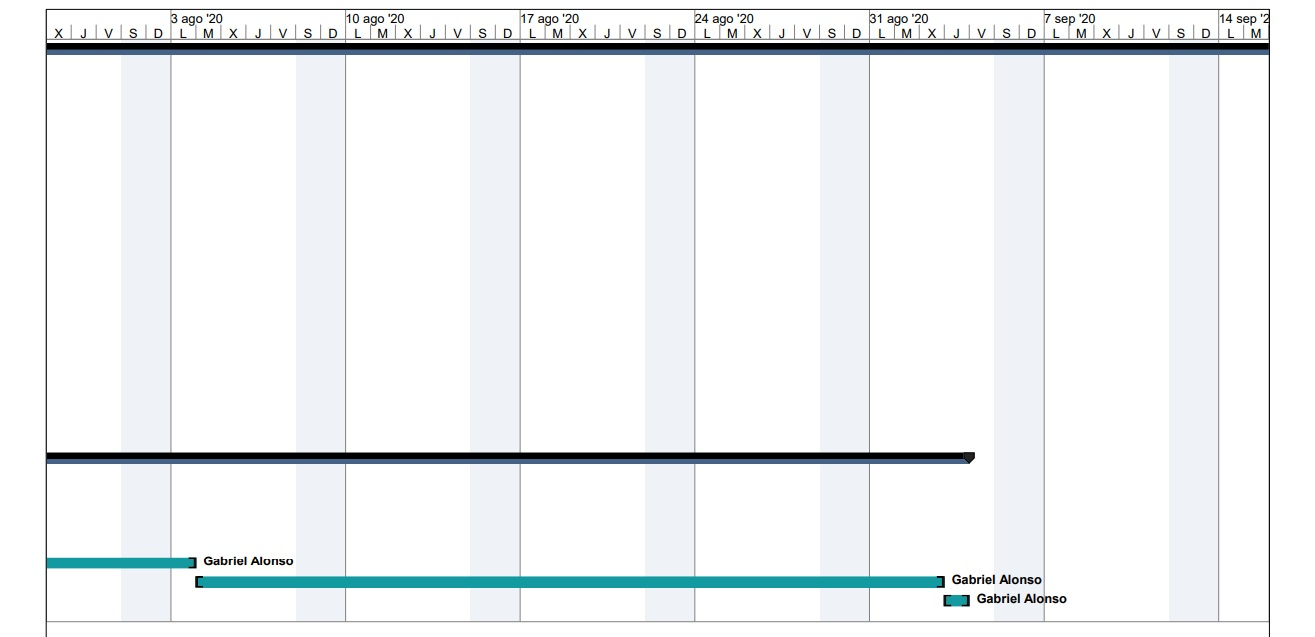 3 ago '20 10 ago '20 17 ago '20 24 ago '20 31 ago '20 7 sep '20 14 sep '2
X J V S D L M X J V S D L M X J V S D L M X J V S D L M X J V S D L M X J V S D L M X J V S D L M
Gabriel Alonso
Gabriel Alonso
Gabriel Alonso